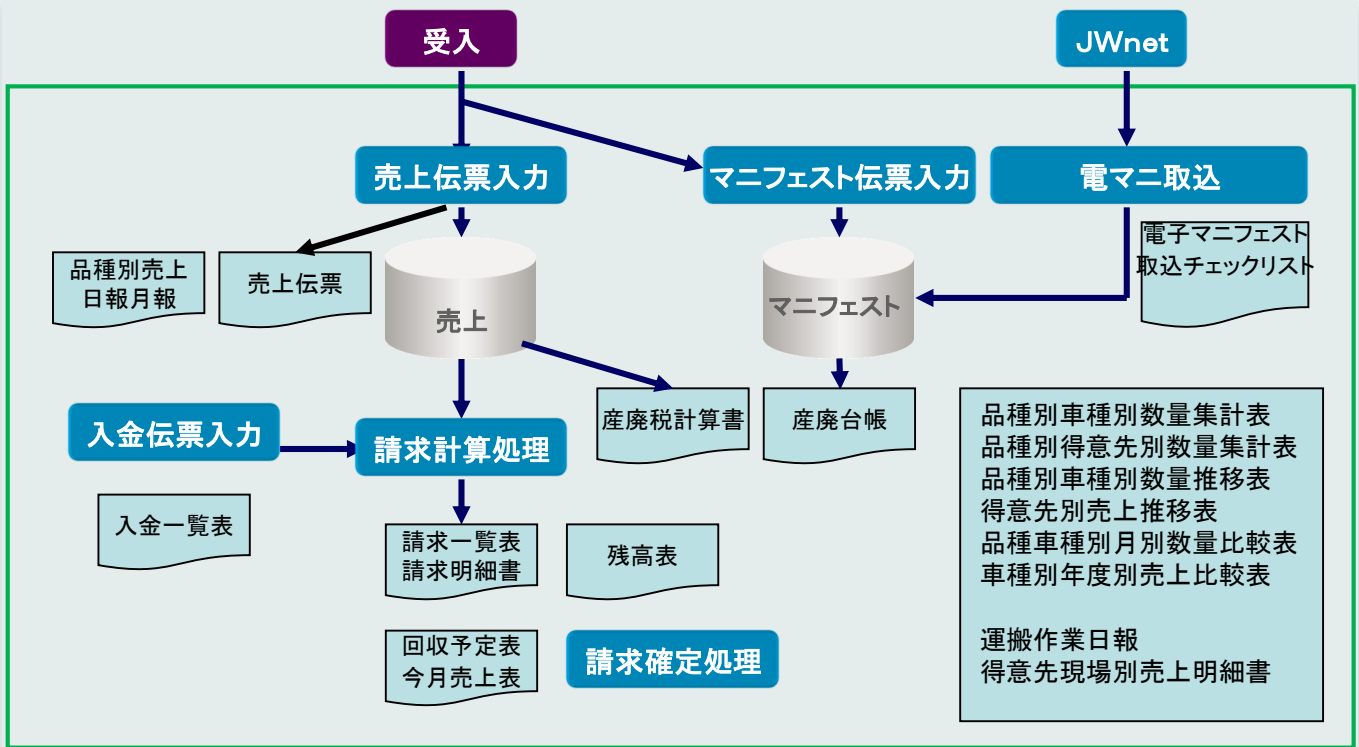 受入
JWnet
売上伝票入力
マニフェスト伝票入力
電マニ取込
品種別売上
日報月報
売上伝票
売上
マニフェスト
電子マニフェスト
取込チェックリスト
入金伝票入力
請求計算処理
産廃税計算書
産廃台帳
入金一覧表
請求一覧表
請求明細書
残高表
回収予定表
今月売上表
請求確定処理
品種別車種別数量集計表
品種別得意先別数量集計表
品種別車種別数量推移表
得意先別売上推移表
品種車種別月別数量比較表
車種別年度別売上比較表
運搬作業日報
得意先現場別売上明細書